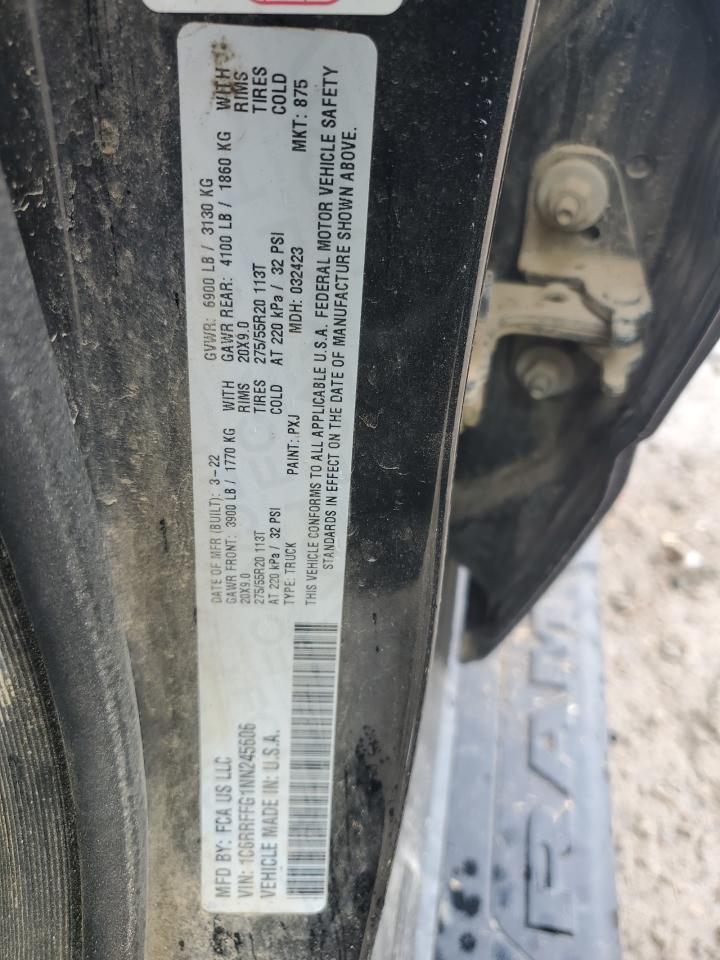 MFD BY: FCA US LLC
DATE OF MFR (BUILT): 3-22
GVWR: 6900 LB / 3130 KG
GAWR FRONT: 3900 LB / 1770 KG WITH
GAWR REAR: 4100 LB / 1860 KG WITH
20X9.0 RIMS
20X9.0 RIMS
275/55R20 113T TIRES
275/55R20 113T TIRES
AT 220 kPa / 32 PSI COLD
AT 220 kPa / 32 PSI COLD
VIN: 1C6RRFFG1NN245606
TYPE: TRUCK
PAINT: PXJ
MDH: 032423
MKT: 875
VEHICLE MADE IN: U.S.A.
THIS VEHICLE CONFORMS TO ALL APPLICABLE U.S.A. FEDERAL MOTOR VEHICLE SAFETY
STANDARDS IN EFFECT ON THE DATE OF MANUFACTURE SHOWN ABOVE.
RAM